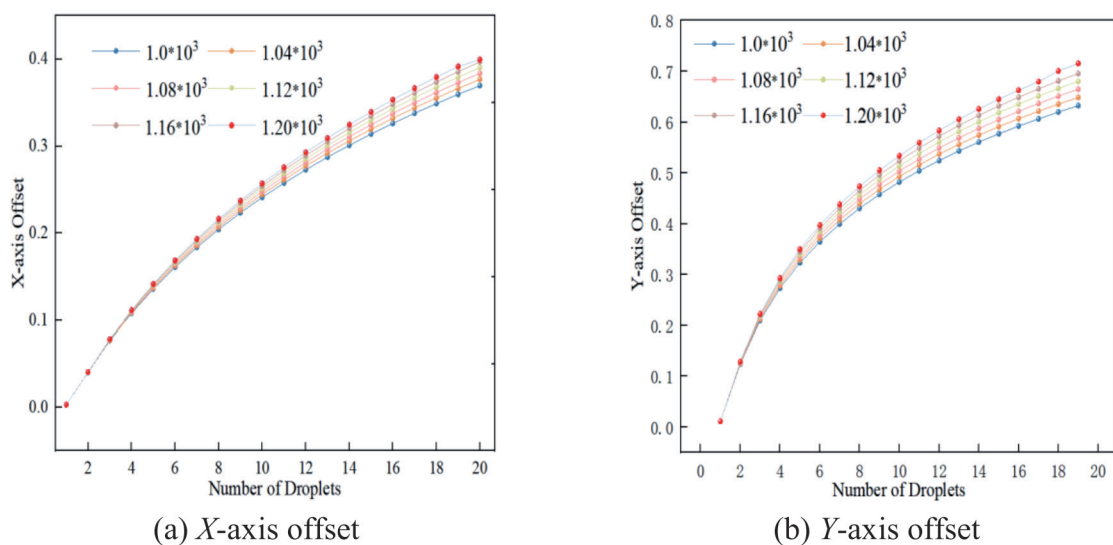 1.0*10³ 1.04*10³
1.08*10³ 1.12*10³
1.16*10³ 1.20*10³
0.4
0.3
0.2
0.1
0.0
X-axis Offset
2 4 6 8 10 12 14 16 18 20
Number of Droplets
(a) X-axis offset
0.8
1.0*10³ 1.04*10³
0.7
1.08*10³ 1.12*10³
1.16*10³ 1.20*10³
0.6
0.5
0.4
0.3
0.2
0.1
0.0
Y-axis Offset
0 2 4 6 8 10 12 14 16 18 20
Number of Droplets
(b) Y-axis offset